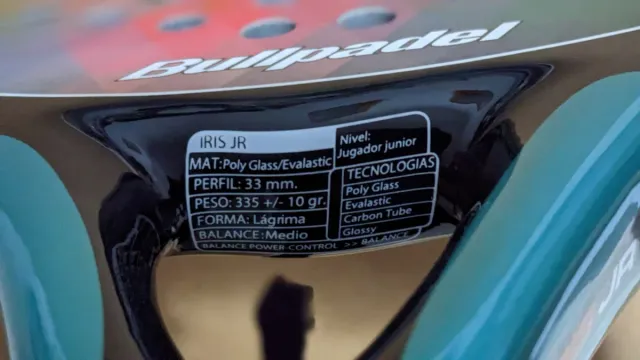 Bullpadel
IRIS JR
MAT: Poly Glass/Evalastic
PERFIL: 33 mm.
PESO: 335 +/- 10 gr.
FORMA: Lágrima
BALANCE: Medio
Nivel:
Jugador junior
TECNOLOGIAS
Poly Glass
Evalastic
Carbon Tube
Glossy
BALANCE POWER-CONTROL >> BALANCE
JR